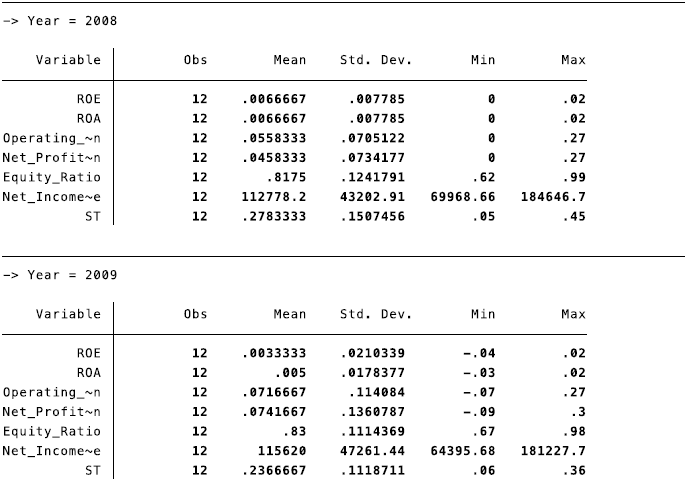 -> Year = 2008
Variable | Obs Mean Std. Dev. Min Max
ROE | 12 .0066667 .007785 0 .02
ROA | 12 .0066667 .007785 0 .02
Operating_~n | 12 .0558333 .0705122 0 .27
Net_Profit~n | 12 .0458333 .0734177 0 .27
Equity_Ratio | 12 .8175 .1241791 .62 .99
Net_Income~e | 12 112778.2 43202.91 69968.66 184646.7
ST | 12 .2783333 .1507456 .05 .45
-> Year = 2009
Variable | Obs Mean Std. Dev. Min Max
ROE | 12 .0033333 .0210339 -.04 .02
ROA | 12 .005 .0178377 -.03 .02
Operating_~n | 12 .0716667 .114084 -.07 .27
Net_Profit~n | 12 .0741667 .1360787 -.09 .3
Equity_Ratio | 12 .83 .1114369 .67 .98
Net_Income~e | 12 115620 47261.44 64395.68 181227.7
ST | 12 .2366667 .1118711 .06 .36